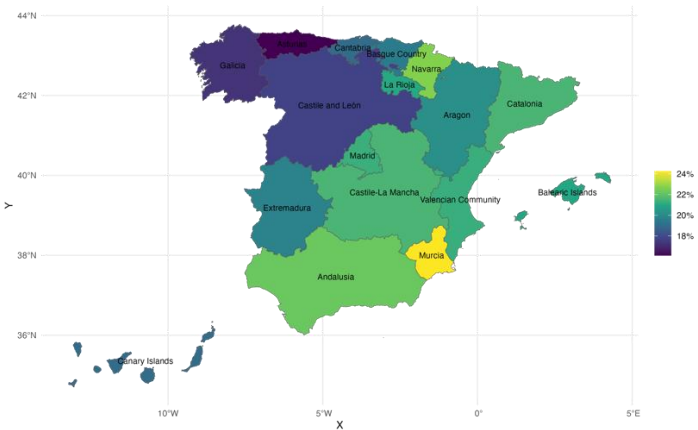 44°N
42°N
40°N
38°N
36°N
Y
Galicia
Cantabria
Basque Country
Navarra
La Rioja
Castile and León
Aragon
Catalonia
Madrid
Castile-La Mancha
Valencian Community
Balearic Islands
Extremadura
Murcia
Andalusia
Canary Islands
24%
22%
20%
18%
10°W
5°W
0°
5°E
X